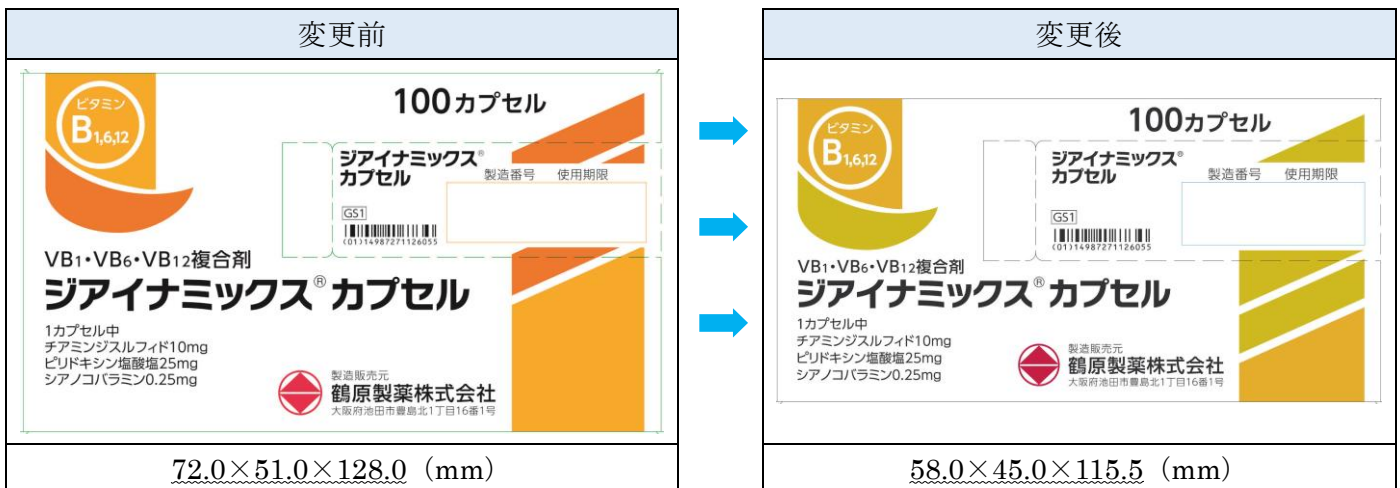 変更前
ビタミン
B1,6,12
100カプセル
ジアイナミックス®
カプセル
製造番号 使用期限
GS1
(01)14987271126055
VB1・VB6・VB12複合剤
ジアイナミックス®カプセル
1カプセル中
チアミンジスルフィド10mg
ピリドキシン塩酸塩25mg
シアノコバラミン0.25mg
製造販売元
鶴原製薬株式会社
大阪府池田市豊島北1丁目16番1号
72.0×51.0×128.0（mm）
変更後
ビタミン
B1,6,12
100カプセル
ジアイナミックス®
カプセル
製造番号 使用期限
GS1
(01)14987271126055
VB1・VB6・VB12複合剤
ジアイナミックス®カプセル
1カプセル中
チアミンジスルフィド10mg
ピリドキシン塩酸塩25mg
シアノコバラミン0.25mg
製造販売元
鶴原製薬株式会社
大阪府池田市豊島北1丁目16番1号
58.0×45.0×115.5（mm）